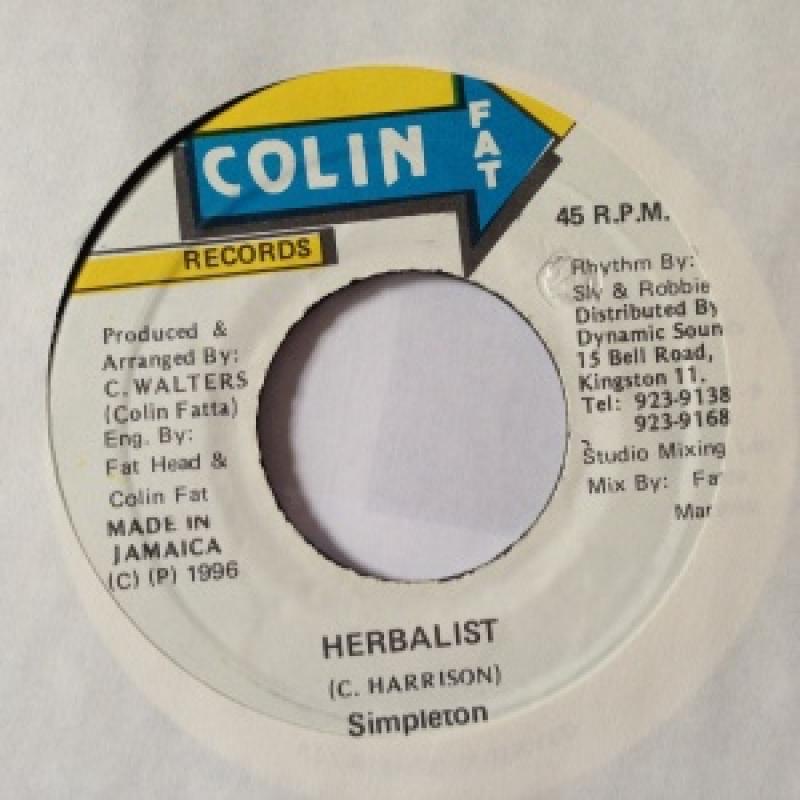 COLIN
FAT
RECORDS
45 R.P.M.
Produced &
Arranged By:
C. WALTERS
(Colin Fatta)
Eng. By:
Fat Head &
Colin Fat
MADE IN
JAMAICA
(C) (P) 1996
Rhythm By:
Sly & Robbie
Distributed By
Dynamic Soun
15 Bell Road,
Kingston 11.
Tel: 923-9138
923-9168
Studio Mixing
Mix By:
HERBALIST
(C. HARRISON)
Simpleton